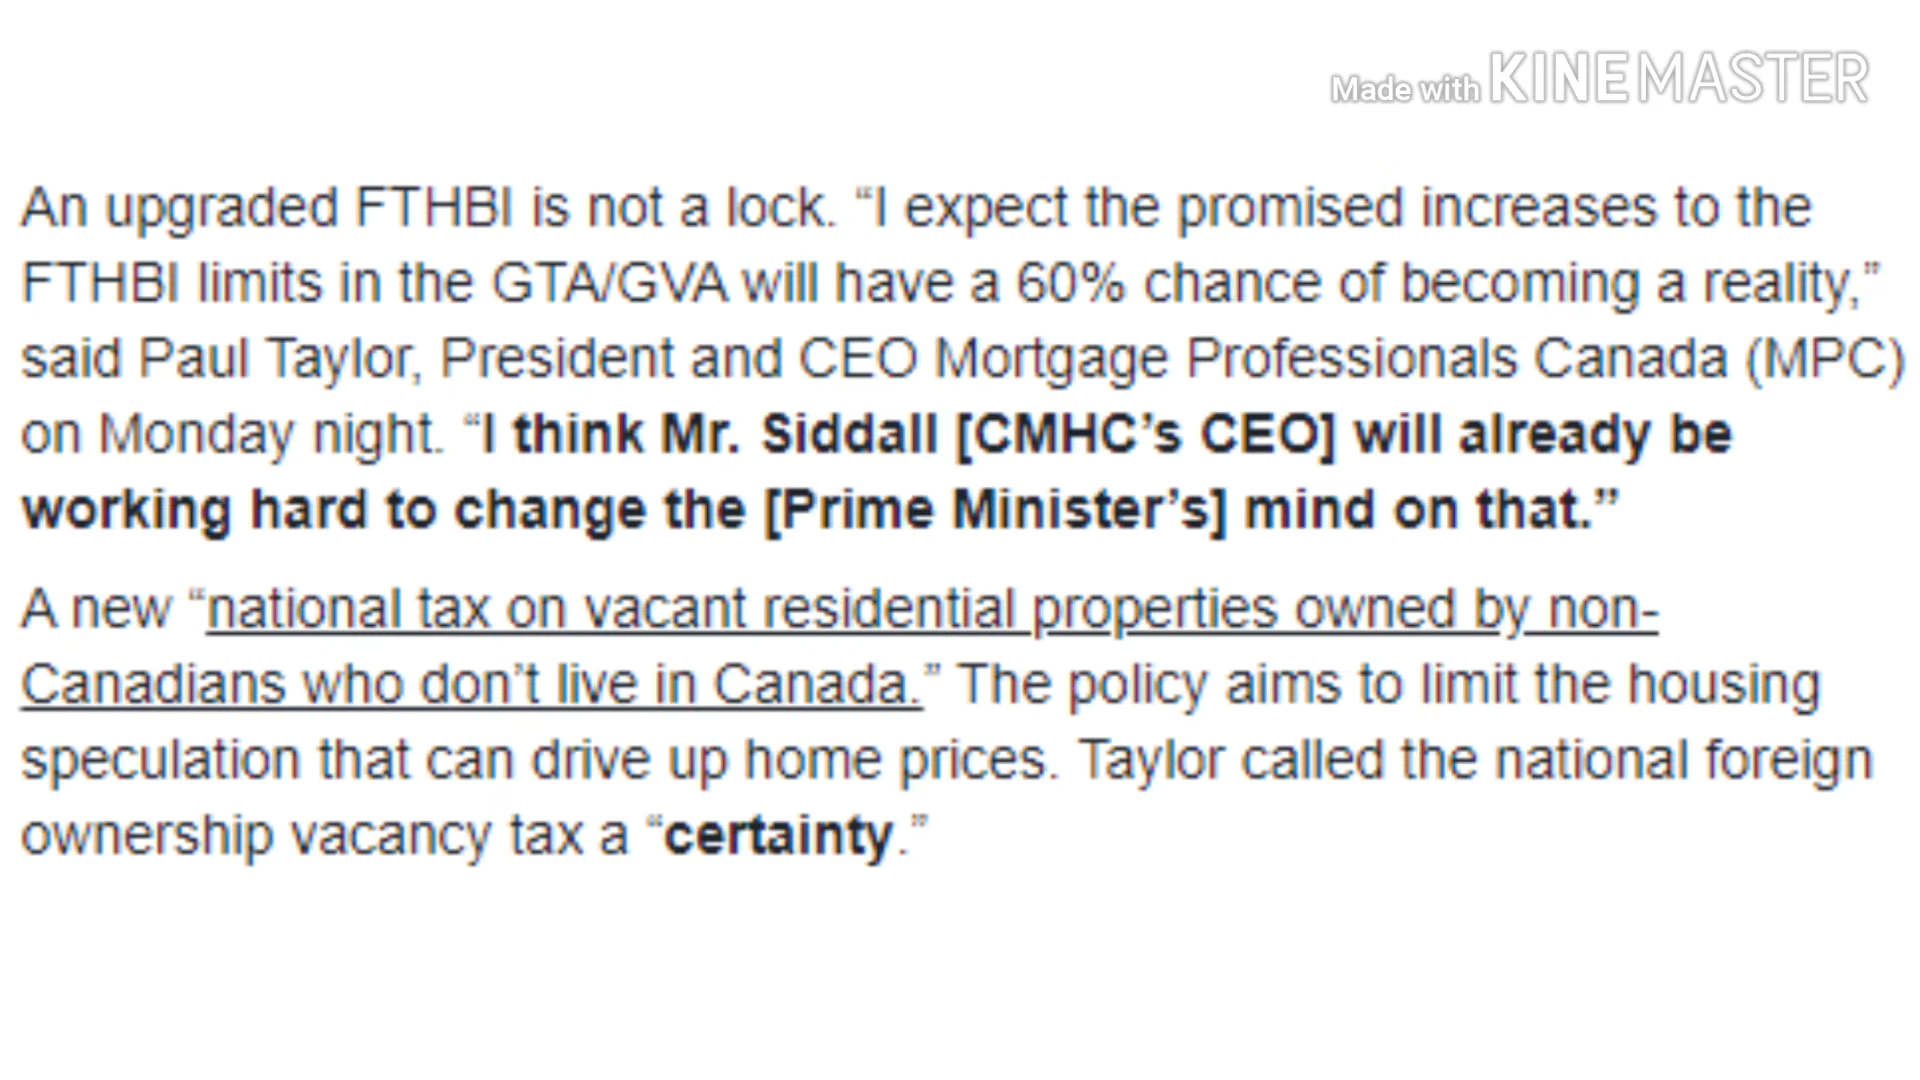 Made with KINEMASTER
An upgraded FTHBI is not a lock. “I expect the promised increases to the
FTHBI limits in the GTA/GVA will have a 60% chance of becoming a reality,”
said Paul Taylor, President and CEO Mortgage Professionals Canada (MPC)
on Monday night. “I think Mr. Siddall [CMHC’s CEO] will already be
working hard to change the [Prime Minister’s] mind on that.”
A new “national tax on vacant residential properties owned by non-
Canadians who don’t live in Canada.” The policy aims to limit the housing
speculation that can drive up home prices. Taylor called the national foreign
ownership vacancy tax a “certainty.”